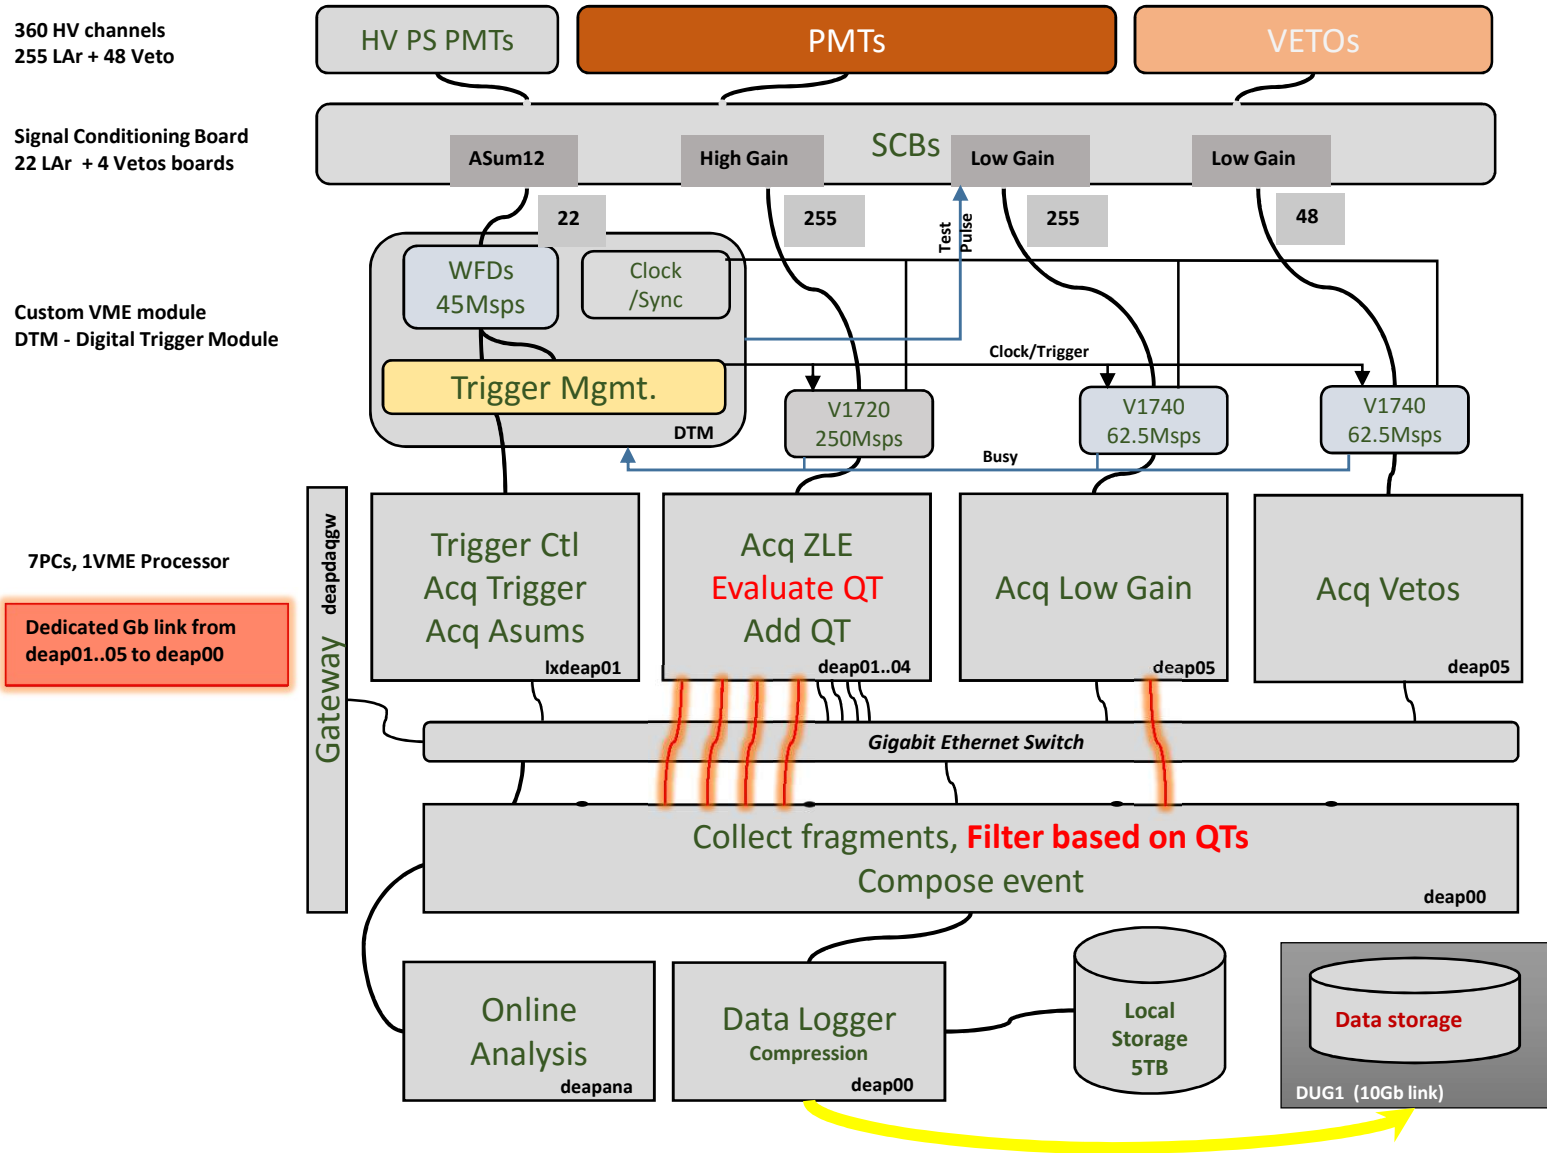 360 HV channels
255 LAr + 48 Veto
HV PS PMTs
PMTs
VETOs
Signal Conditioning Board
22 LAr + 4 Vetos boards
SCBs
ASum12
High Gain
Low Gain
Low Gain
22
255
255
48
Test
Pulse
Custom VME module
DTM - Digital Trigger Module
WFDs
45Msps
Clock
/Sync
Trigger Mgmt.
DTM
Clock/Trigger
V1720
250Msps
V1740
62.5Msps
V1740
62.5Msps
Busy
7PCs, 1VME Processor
Dedicated Gb link from
deap01..05 to deap00
Gateway deapdaqgw
Trigger Ctl
Acq Trigger
Acq Asums
lxdeap01
Acq ZLE
Evaluate QT
Add QT
deap01..04
Acq Low Gain
deap05
Acq Vetos
deap05
Gigabit Ethernet Switch
Collect fragments, Filter based on QTs
Compose event
deap00
Online
Analysis
deapana
Data Logger
Compression
deap00
Local
Storage
5TB
Data storage
DUG1 (10Gb link)